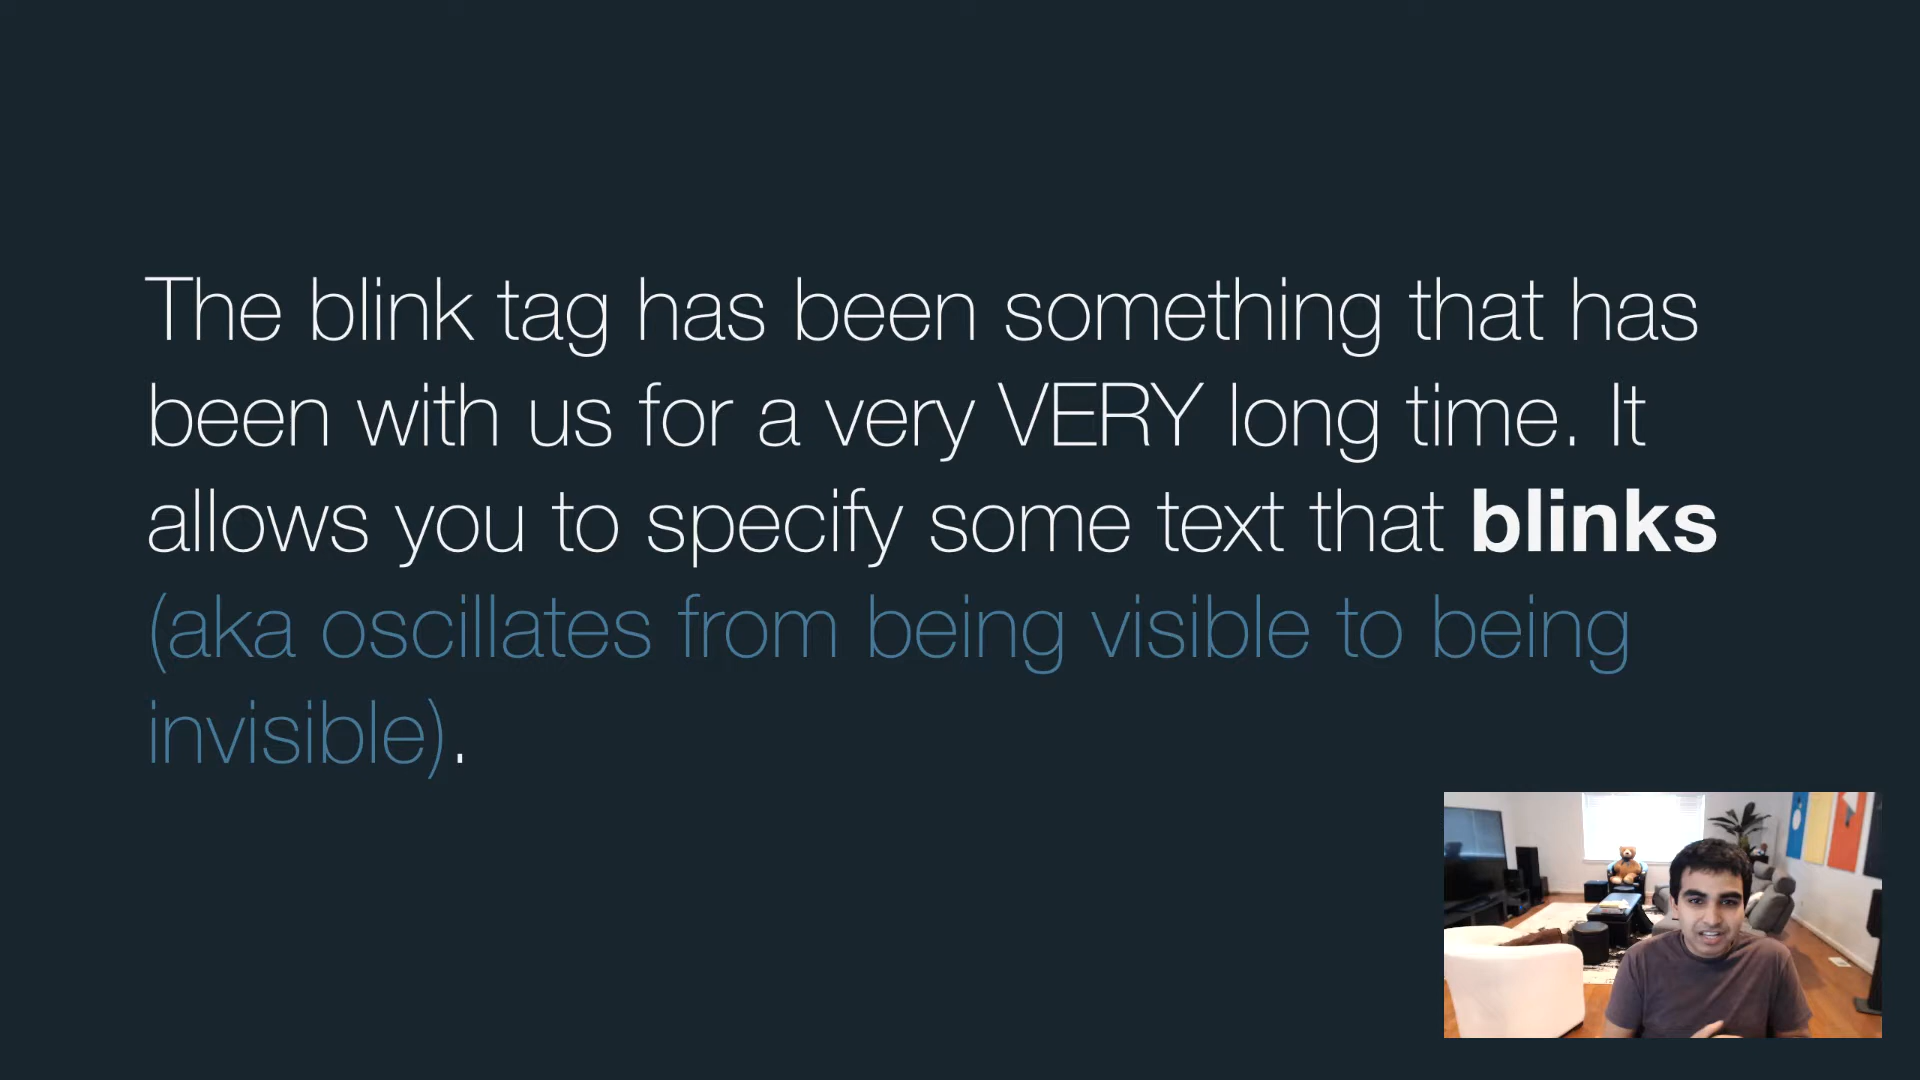 The blink tag has been something that has
been with us for a very VERY long time. It
allows you to specify some text that blinks
(aka oscillates from being visible to being
invisible).